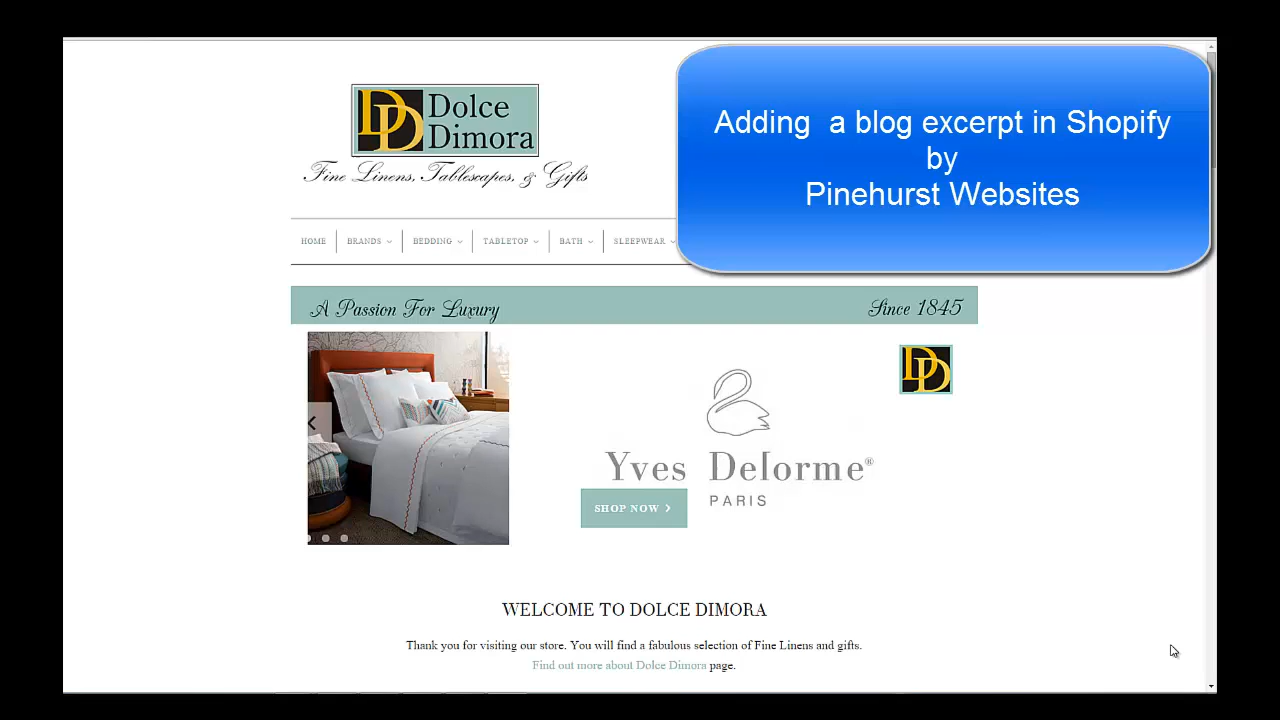 Dolce
Dimora
Fine Linens, Tablescapes, & Gifts
Adding a blog excerpt in Shopify
by
Pinehurst Websites
HOME BRANDS BEDDING TABLETOP BATH SLEEPWEAR
A Passion For Luxury Since 1845
DD
Yves Delorme®
PARIS
SHOP NOW
WELCOME TO DOLCE DIMORA
Thank you for visiting our store. You will find a fabulous selection of Fine Linens and gifts.
Find out more about Dolce Dimora page.